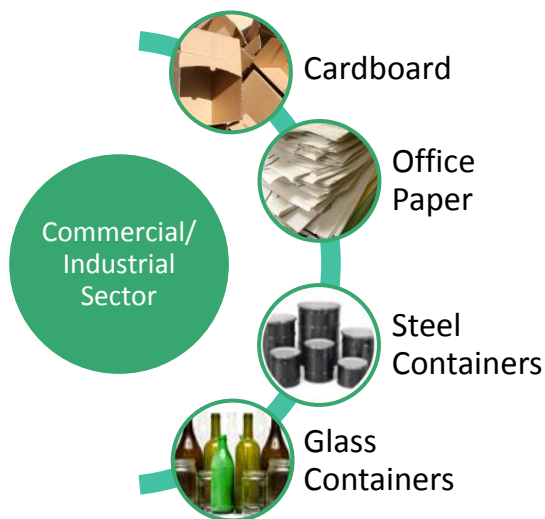 Cardboard
Office
Paper
Commercial/
Industrial
Sector
Steel
Containers
Glass
Containers